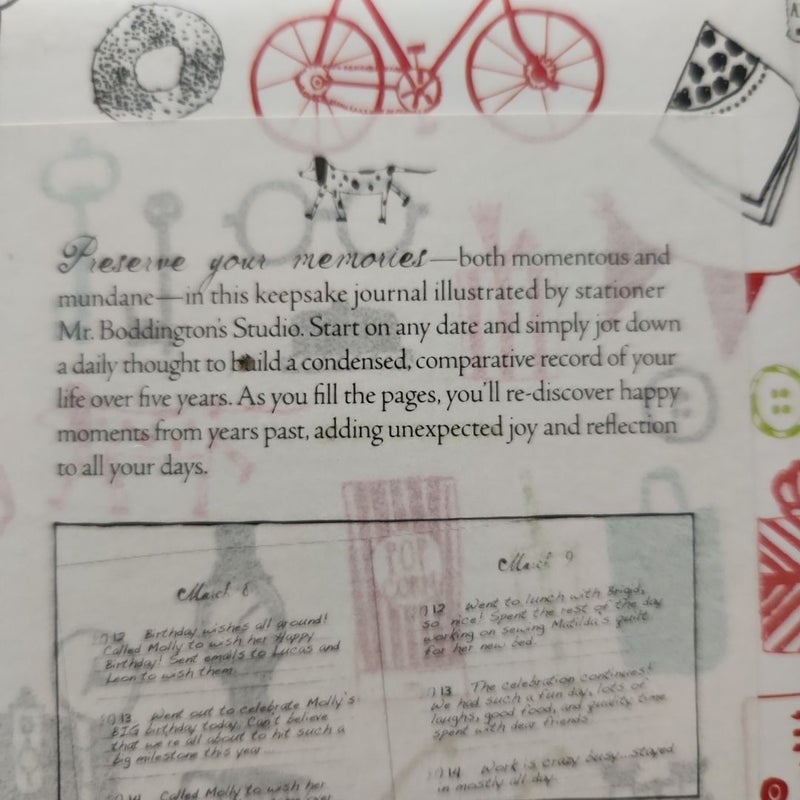 Preserve your memories—both momentous and
mundane—in this keepsake journal illustrated by stationer
Mr. Boddington's Studio. Start on any date and simply jot down
a daily thought to build a condensed, comparative record of your
life over five years. As you fill the pages, you'll re-discover happy
moments from years past, adding unexpected joy and reflection
to all your days.
POP
CORN
March 8
2012 Birthday wishes all around!
Called Molly to wish her Happy
Birthday! Sent emails to Lucas and
Leon to wish them
2013 Went out to celebrate Molly's
BIG birthday today. Can't believe
that we're all about to hit such a
big milestone this year
2014 Called Molly to wish her
March 9
2012 Went to lunch with Brigid,
so nice! Spent the rest of the day
working on sewing Matilda's quilt
for her new bed.
2013 The celebration continues!
We had such a fun day, lots of
laughs, good food, and quality time
spent with dear friends
2014 Work is crazy busy...stayed
in mostly all day.